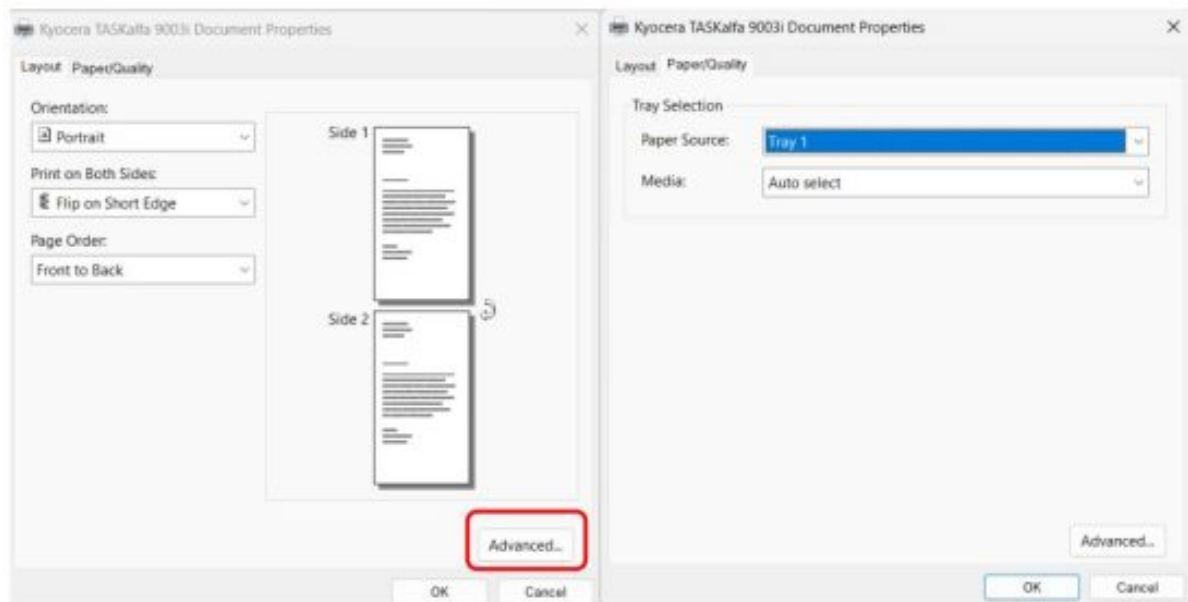 Kyocera TASKalfa 9003i Document Properties
Layout Paper/Quality
Orientation:
Portrait
Print on Both Sides:
Flip on Short Edge
Page Order:
Front to Back
Side 1
Side 2
Advanced...
OK Cancel
Kyocera TASKalfa 9003i Document Properties
Layout Paper/Quality
Tray Selection
Paper Source: Tray 1
Media: Auto select
Advanced...
OK Cancel